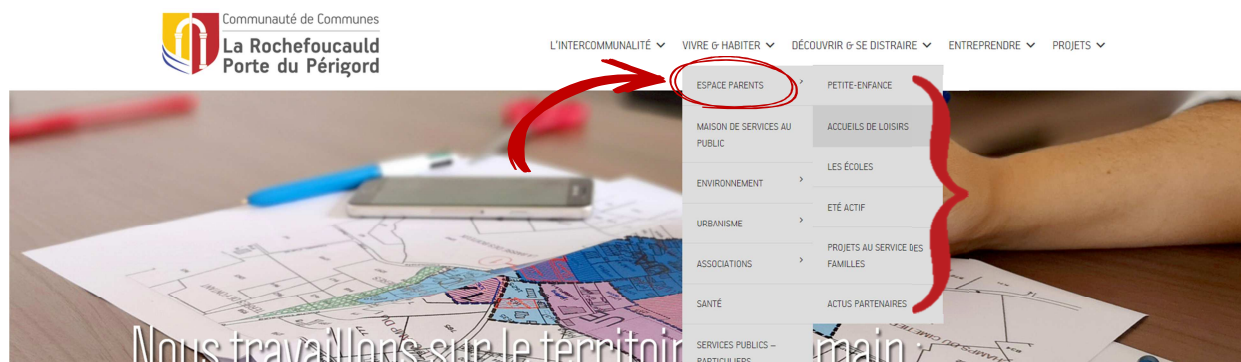 Communauté de Communes
La Rochefoucauld
Porte du Périgord
L'INTERCOMMUNALITÉ
VIVRE & HABITER
DÉCOUVRIR & SE DISTRAIRE
ENTREPRENDRE
PROJETS
ESPACE PARENTS
MAISON DE SERVICES AU
PUBLIC
ENVIRONNEMENT
URBANISME
ASSOCIATIONS
SANTÉ
SERVICES PUBLICS –
PARTICULIERS
PETITE-ENFANCE
ACCUEILS DE LOISIRS
LES ÉCOLES
ETÉ ACTIF
PROJETS AU SERVICE DES
FAMILLES
ACTUS PARTENAIRES
Nous travaillons sur le territoir main :